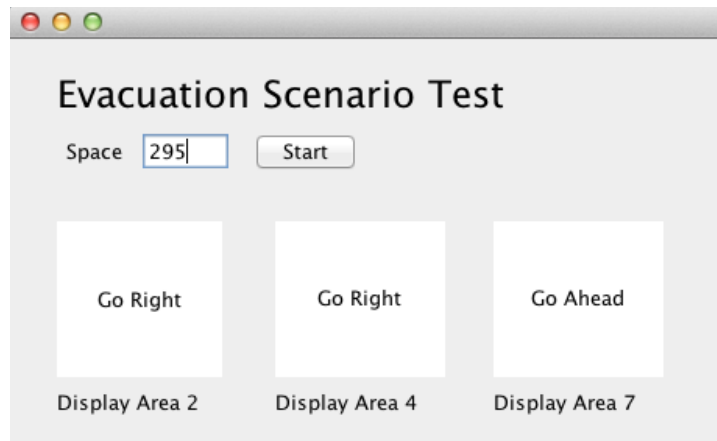 Evacuation Scenario Test
Space 295 Start
Go Right Go Right Go Ahead
Display Area 2 Display Area 4 Display Area 7